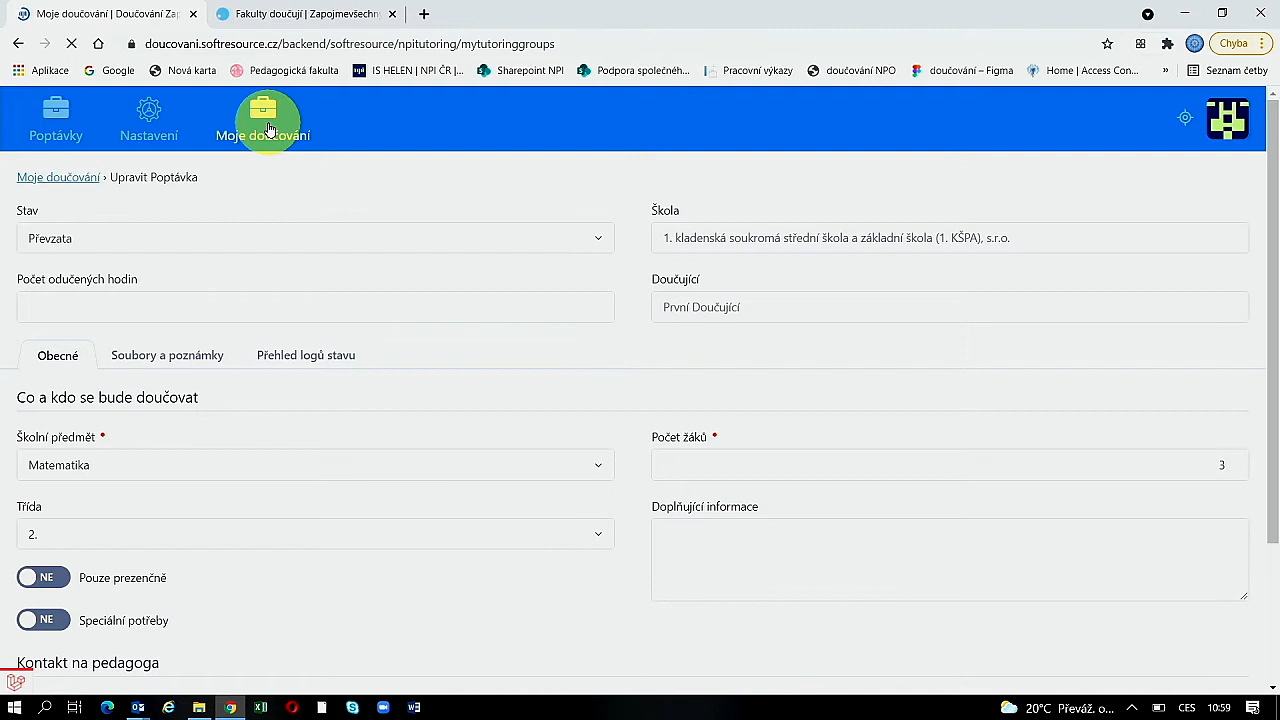 Moje doučování | Doučování Zap
Fakulty doučují | Zapojmevšechn
doucovani.softresource.cz/backend/softresource/npitutoring/mytutoringgroups
Chyba
Aplikace
Google
Nová karta
Pedagogická fakulta
IS HELEN | NPI ČR |...
Sharepoint NPI
Podpora společnéh...
Pracovní výkazy
doučování NPO
doučování – Figma
Home | Access Con...
»
Seznam četby
Poptávky
Nastavení
Moje doučování
Moje doučování › Upravit Poptávka
Stav
Škola
Převzata
1. kladenská soukromá střední škola a základní škola (1. KŠPA), s.r.o.
Počet odučených hodin
Doučující
První Doučující
Obecné
Soubory a poznámky
Přehled logů stavu
Co a kdo se bude doučovat
Školní předmět •
Počet žáků •
Matematika
3
Třída
Doplňující informace
2.
NE
Pouze prezenčně
NE
Speciální potřeby
Kontakt na pedagoga
20°C Převáž. o...
CES
10:59